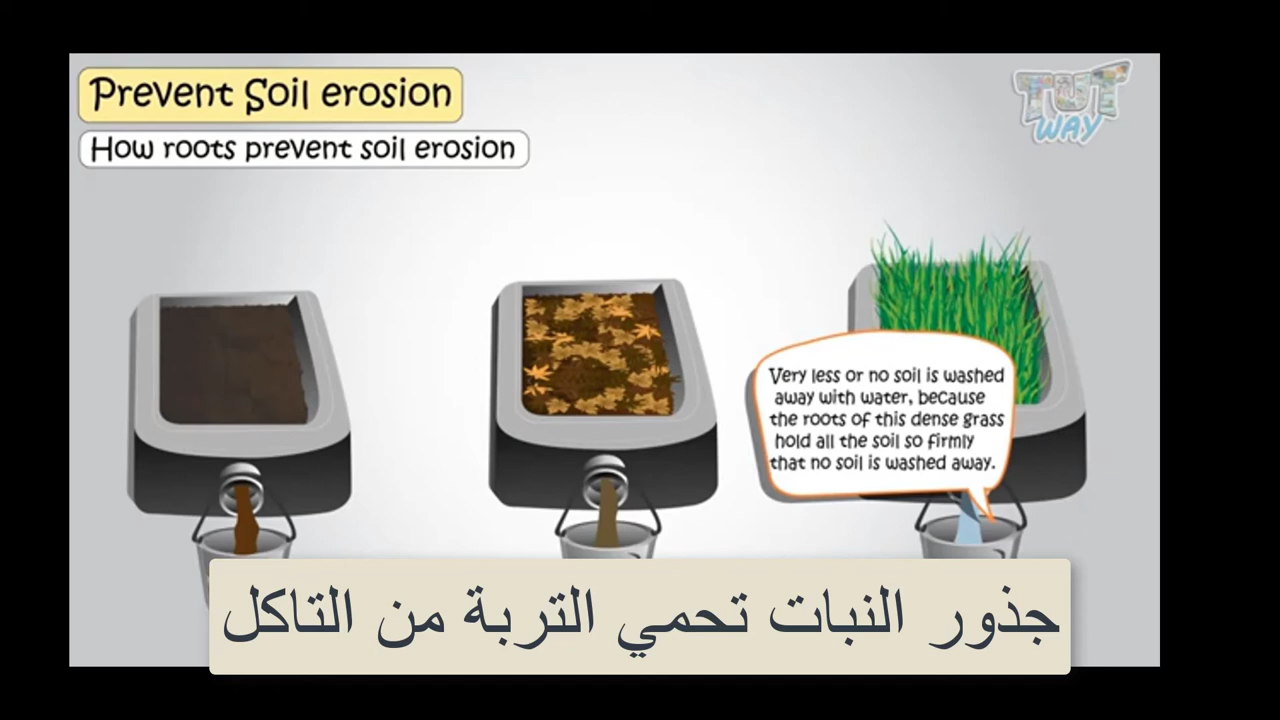 Prevent Soil erosion
How roots prevent soil erosion
TUT
WAY
Very less or no soil is washed
away with water, because
the roots of this dense grass
hold all the soil so firmly
that no soil is washed away.
جذور النبات تحمي التربة من التاكل